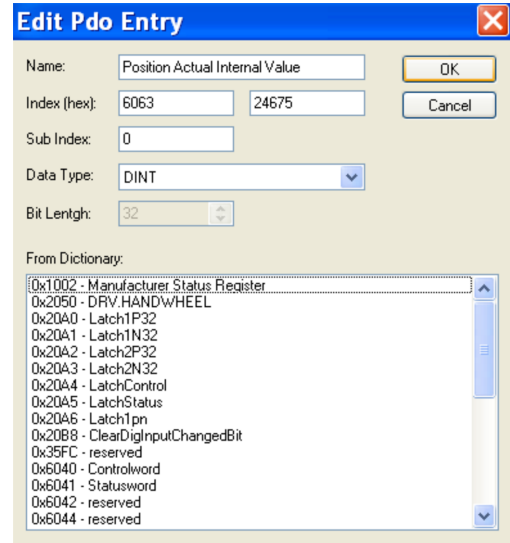 Edit Pdo Entry
Name: Position Actual Internal Value OK
Index (hex): 6063 24675 Cancel
Sub Index: 0
Data Type: DINT
Bit Lentgh: 32
From Dictionary:
0x1002 - Manufacturer Status Register
0x2050 - DRV.HANDWHEEL
0x20A0 - Latch1P32
0x20A1 - Latch1N32
0x20A2 - Latch2P32
0x20A3 - Latch2N32
0x20A4 - LatchControl
0x20A5 - LatchStatus
0x20A6 - Latch1pn
0x20B8 - ClearDigInputChangedBit
0x35FC - reserved
0x6040 - Controlword
0x6041 - Statusword
0x6042 - reserved
0x6044 - reserved